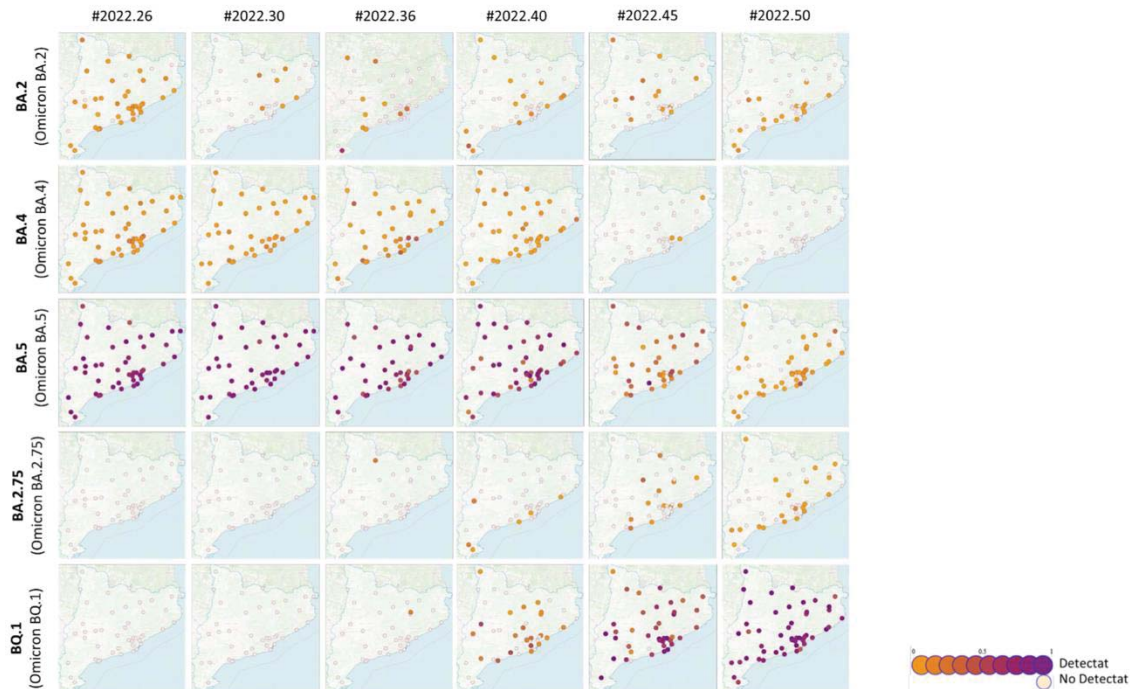 #2022.26 #2022.30 #2022.36 #2022.40 #2022.45 #2022.50
BA.2
(Omicron BA.2)
BA.4
(Omicron BA.4)
BA.5
(Omicron BA.5)
BA.2.75
(Omicron BA.2.75)
BQ.1
(Omicron BQ.1)
0 0.5 1
Detectat
No Detectat